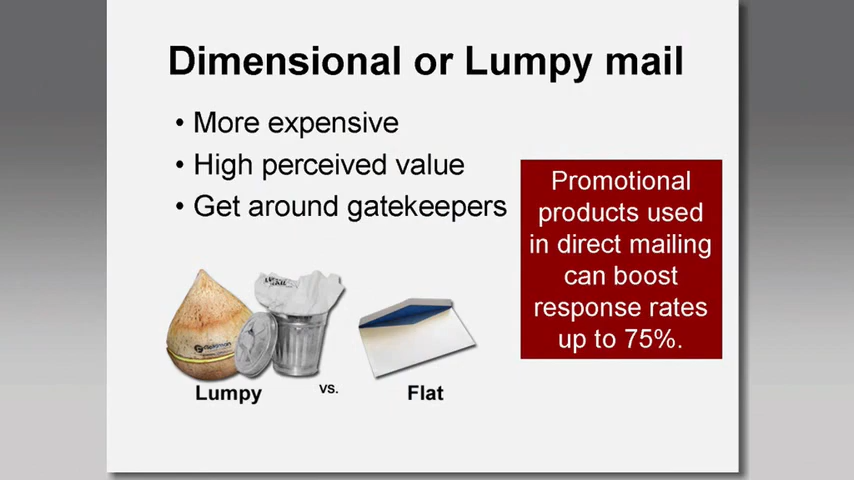 Dimensional or Lumpy mail
• More expensive
• High perceived value
• Get around gatekeepers
Promotional
products used
in direct mailing
can boost
response rates
up to 75%.
Lumpy
vs.
Flat